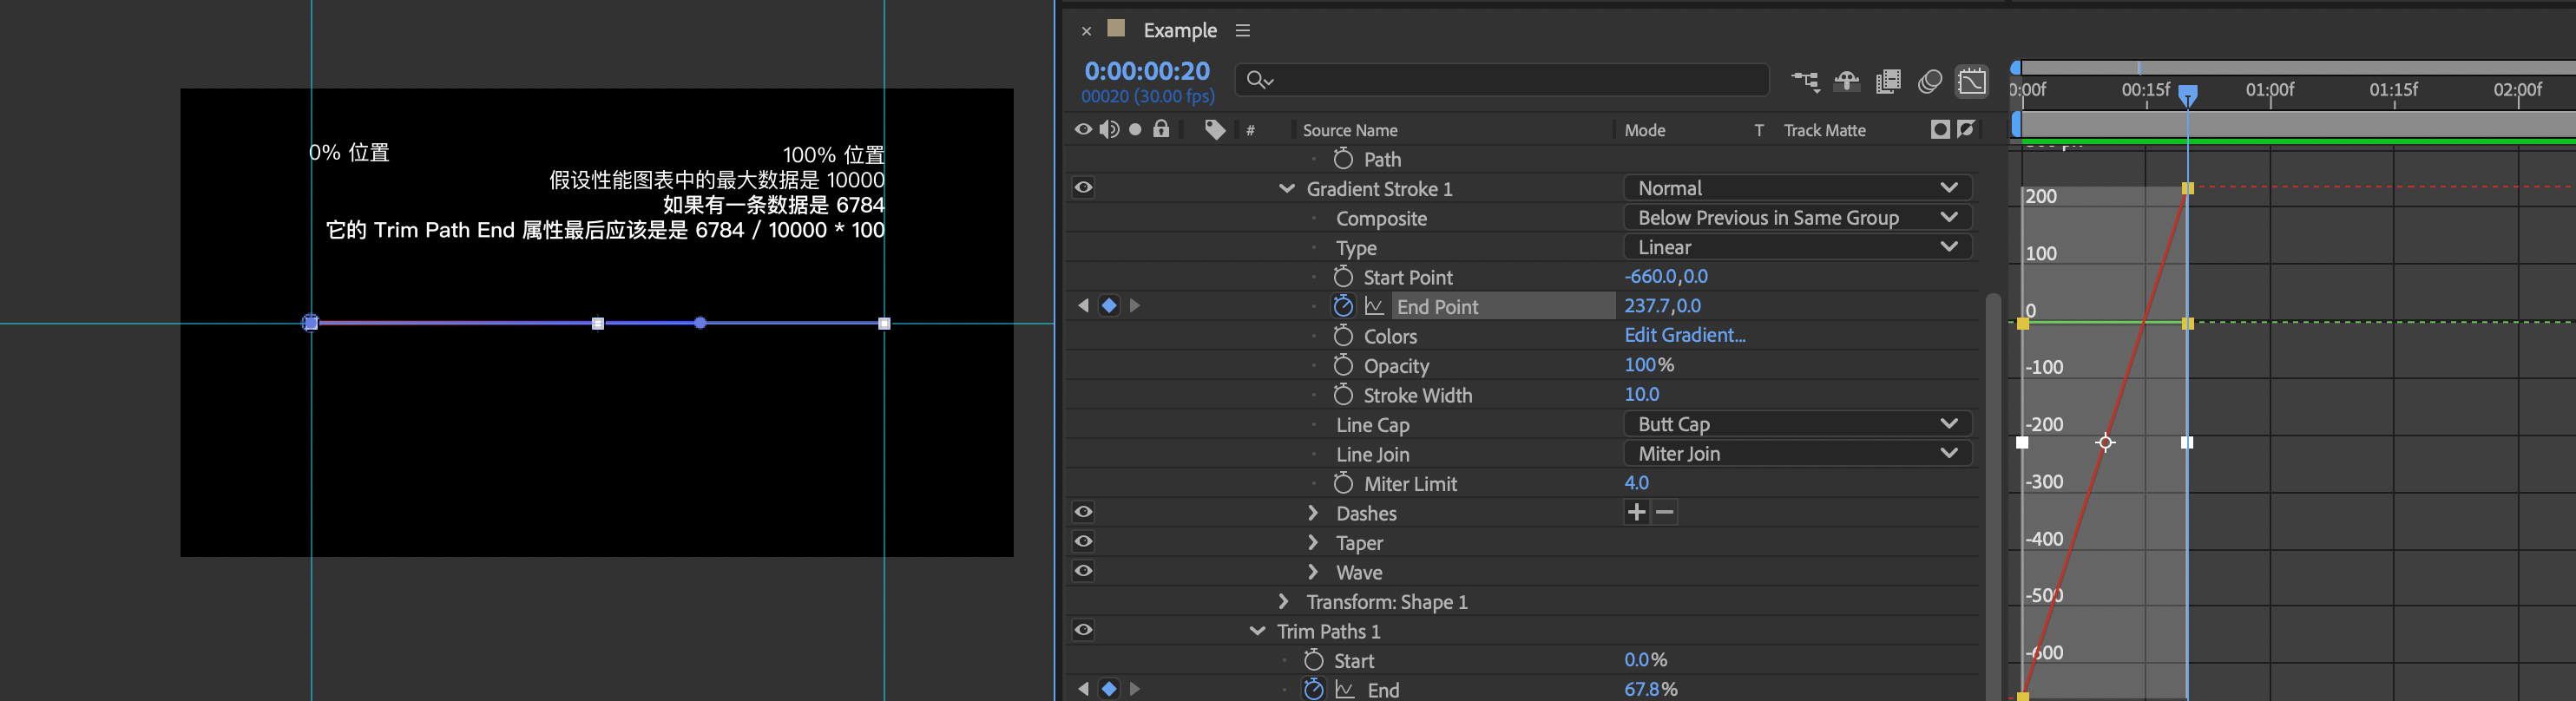 0% 位置
100% 位置
假设性能图表中的最大数据是 10000
如果有一条数据是 6784
它的 Trim Path End 属性最后应该是是 6784 / 10000 * 100
Example
0:00:00:20
00020 (30.00 fps)
# Source Name Mode T Track Matte
Path
Gradient Stroke 1 Normal
Composite Below Previous in Same Group
Type Linear
Start Point -660.0,0.0
End Point 237.7,0.0
Colors Edit Gradient...
Opacity 100%
Stroke Width 10.0
Line Cap Butt Cap
Line Join Miter Join
Miter Limit 4.0
Dashes
Taper
Wave
Transform: Shape 1
Trim Paths 1
Start 0.0%
End 67.8%
0:00f 00:15f 01:00f 01:15f 02:00f
200
100
0
-100
-200
-300
-400
-500
-600